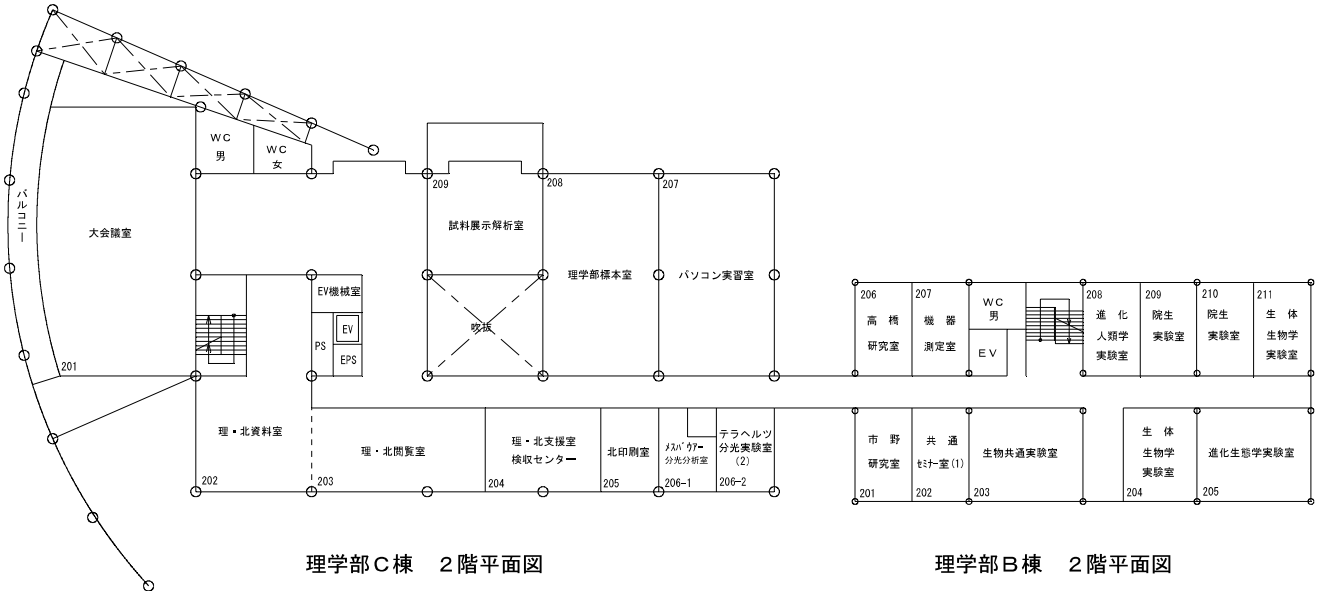 WC
男
WC
女
バルコニー
大会議室
201
209
試料展示解析室
208
理学部標本室
207
パソコン実習室
EV機械室
PS
EV
EPS
吹抜
理・北資料室
202
理・北閲覧室
203
理・北支援室
検収センター
204
北印刷室
205
メスバウアー
分光分析室
206-1
テラヘルツ
分光実験室
(2)
206-2
206
高橋
研究室
207
機器
測定室
WC
男
EV
208
進化
人類学
実験室
209
院生
実験室
210
院生
実験室
211
生体
生物学
実験室
市野
研究室
201
共通
セミナー室(1)
202
生物共通実験室
203
生体
生物学
実験室
204
進化生態学実験室
205
理学部C棟 2階平面図
理学部B棟 2階平面図